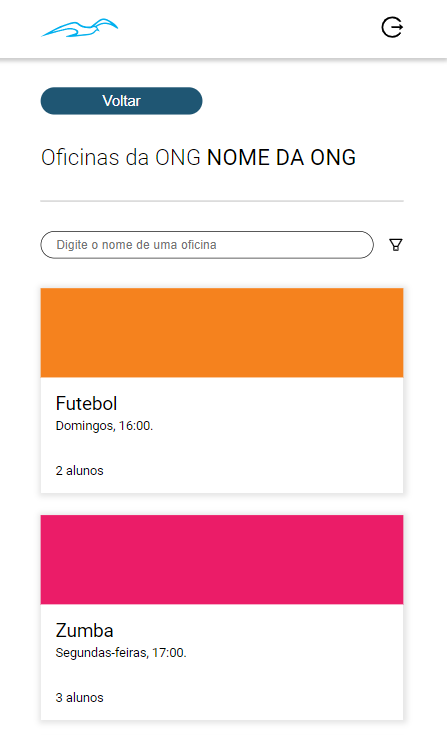 Voltar
Oficinas da ONG NOME DA ONG
Digite o nome de uma oficina
Futebol
Domingos, 16:00.
2 alunos
Zumba
Segundas-feiras, 17:00.
3 alunos